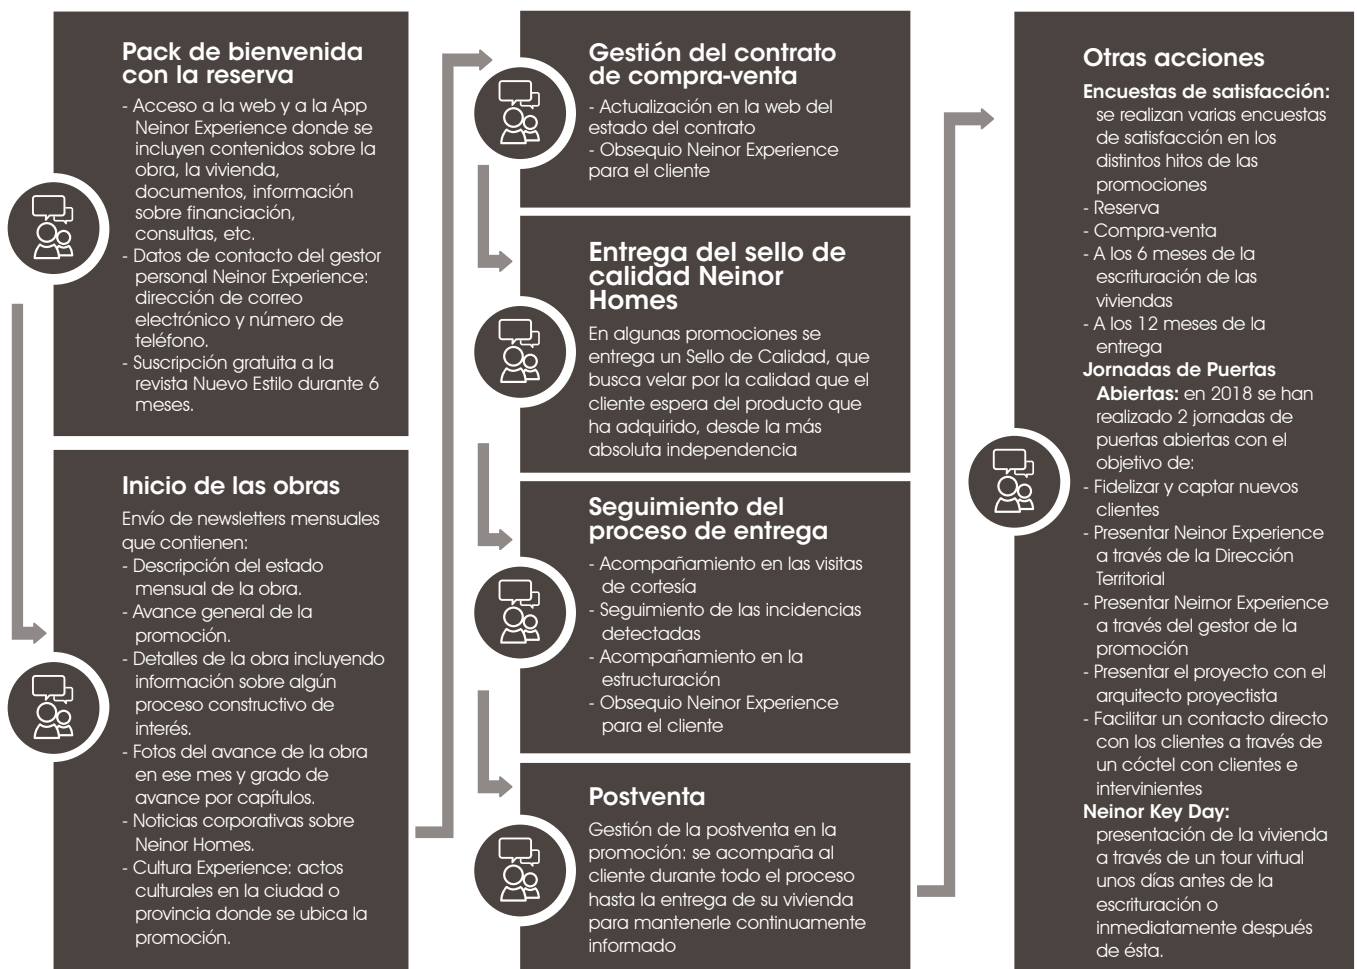 Pack de bienvenida
con la reserva
- Acceso a la web y a la App
Neinor Experience donde se
incluyen contenidos sobre la
obra, la vivienda,
documentos, información
sobre financiación,
consultas, etc.
- Datos de contacto del gestor
personal Neinor Experience:
dirección de correo
electrónico y número de
teléfono.
- Suscripción gratuita a la
revista Nuevo Estilo durante 6
meses.
Inicio de las obras
Envío de newsletters mensuales
que contienen:
- Descripción del estado
mensual de la obra.
- Avance general de la
promoción.
- Detalles de la obra incluyendo
información sobre algún
proceso constructivo de
interés.
- Fotos del avance de la obra
en ese mes y grado de
avance por capítulos.
- Noticias corporativas sobre
Neinor Homes.
- Cultura Experience: actos
culturales en la ciudad o
provincia donde se ubica la
promoción.
Gestión del contrato
de compra-venta
- Actualización en la web del
estado del contrato
- Obsequio Neinor Experience
para el cliente
Entrega del sello de
calidad Neinor
Homes
En algunas promociones se
entrega un Sello de Calidad, que
busca velar por la calidad que el
cliente espera del producto que
ha adquirido, desde la más
absoluta independencia
Seguimiento del
proceso de entrega
- Acompañamiento en las visitas
de cortesía
- Seguimiento de las incidencias
detectadas
- Acompañamiento en la
estructuración
- Obsequio Neinor Experience
para el cliente
Postventa
Gestión de la postventa en la
promoción: se acompaña al
cliente durante todo el proceso
hasta la entrega de su vivienda
para mantenerle continuamente
informado
Otras acciones
Encuestas de satisfacción:
se realizan varias encuestas
de satisfacción en los
distintos hitos de las
promociones
- Reserva
- Compra-venta
- A los 6 meses de la
escrituración de las
viviendas
- A los 12 meses de la
entrega
Jornadas de Puertas
Abiertas: en 2018 se han
realizado 2 jornadas de
puertas abiertas con el
objetivo de:
- Fidelizar y captar nuevos
clientes
- Presentar Neinor Experience
a través de la Dirección
Territorial
- Presentar Neirnor Experience
a través del gestor de la
promoción
- Presentar el proyecto con el
arquitecto proyectista
- Facilitar un contacto directo
con los clientes a través de
un cóctel con clientes e
intervinientes
Neinor Key Day:
presentación de la vivienda
a través de un tour virtual
unos días antes de la
escrituración o
inmediatamente después
de ésta.